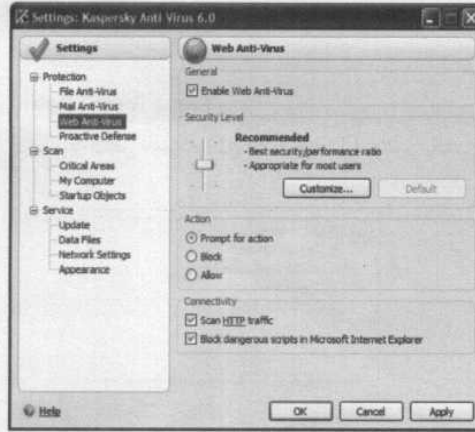 Settings: Kaspersky Anti Virus 6.0
Settings
Protection
File Anti-Virus
Mail Anti-Virus
Web Anti-Virus
Proactive Defense
Scan
Critical Areas
My Computer
Startup Objects
Service
Update
Data Files
Network Settings
Appearance
Help
Web Anti-Virus
General
Enable Web Anti-Virus
Security Level
Recommended
- Best security/performance ratio
- Appropriate for most users
Customize... Default
Action
Prompt for action
Block
Allow
Connectivity
Scan HTTP traffic
Block dangerous scripts in Microsoft Internet Explorer
OK Cancel Apply